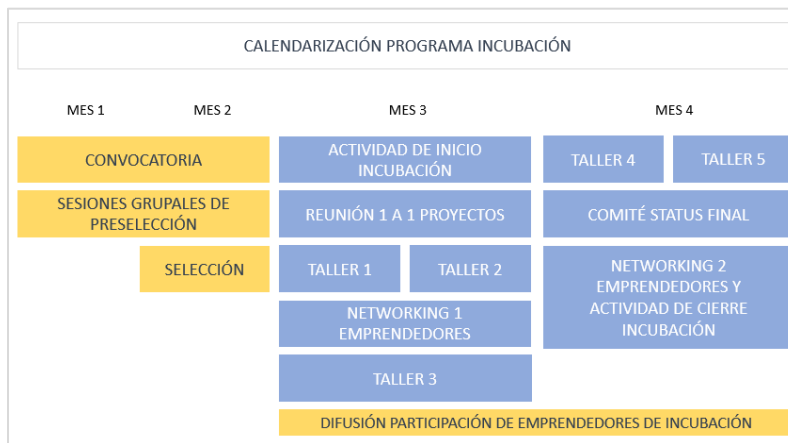 CALENDARIZACIÓN PROGRAMA INCUBACIÓN
MES 1
MES 2
MES 3
MES 4
CONVOCATORIA
SESIONES GRUPALES DE
PRESELECCIÓN
SELECCIÓN
ACTIVIDAD DE INICIO
INCUBACIÓN
REUNIÓN 1 A 1 PROYECTOS
TALLER 1
TALLER 2
NETWORKING 1
EMPRENDEDORES
TALLER 3
TALLER 4
TALLER 5
COMITÉ STATUS FINAL
NETWORKING 2
EMPRENDEDORES Y
ACTIVIDAD DE CIERRE
INCUBACIÓN
DIFUSIÓN PARTICIPACIÓN DE EMPRENDEDORES DE INCUBACIÓN